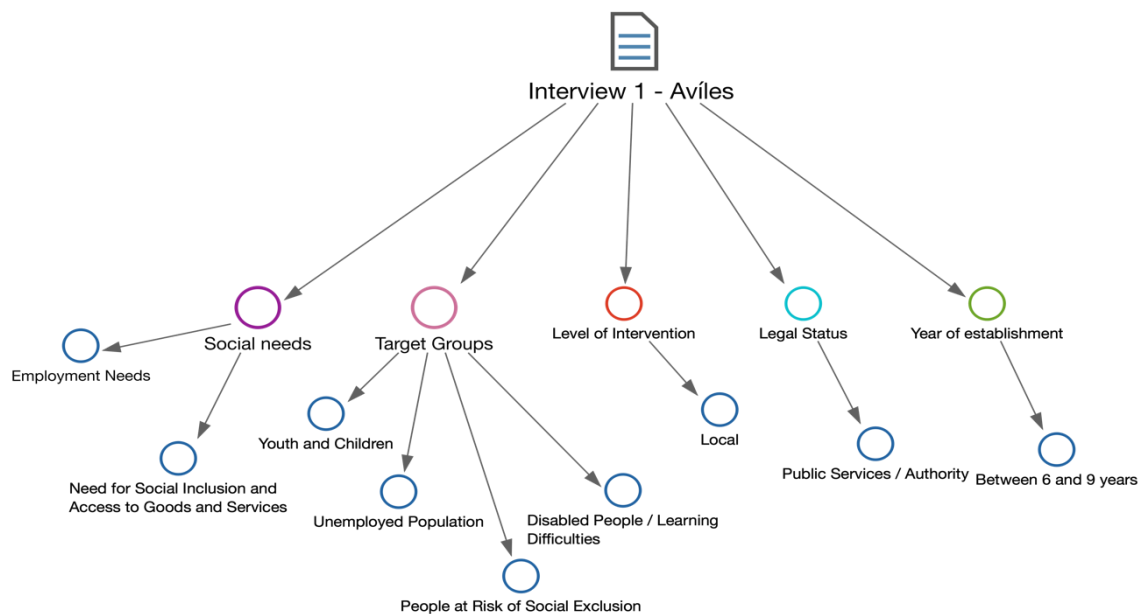 Interview 1 - Avíles
Social needs
Target Groups
Level of Intervention
Legal Status
Year of establishment
Employment Needs
Need for Social Inclusion and
Access to Goods and Services
Youth and Children
Unemployed Population
People at Risk of Social Exclusion
Disabled People / Learning
Difficulties
Local
Public Services / Authority
Between 6 and 9 years